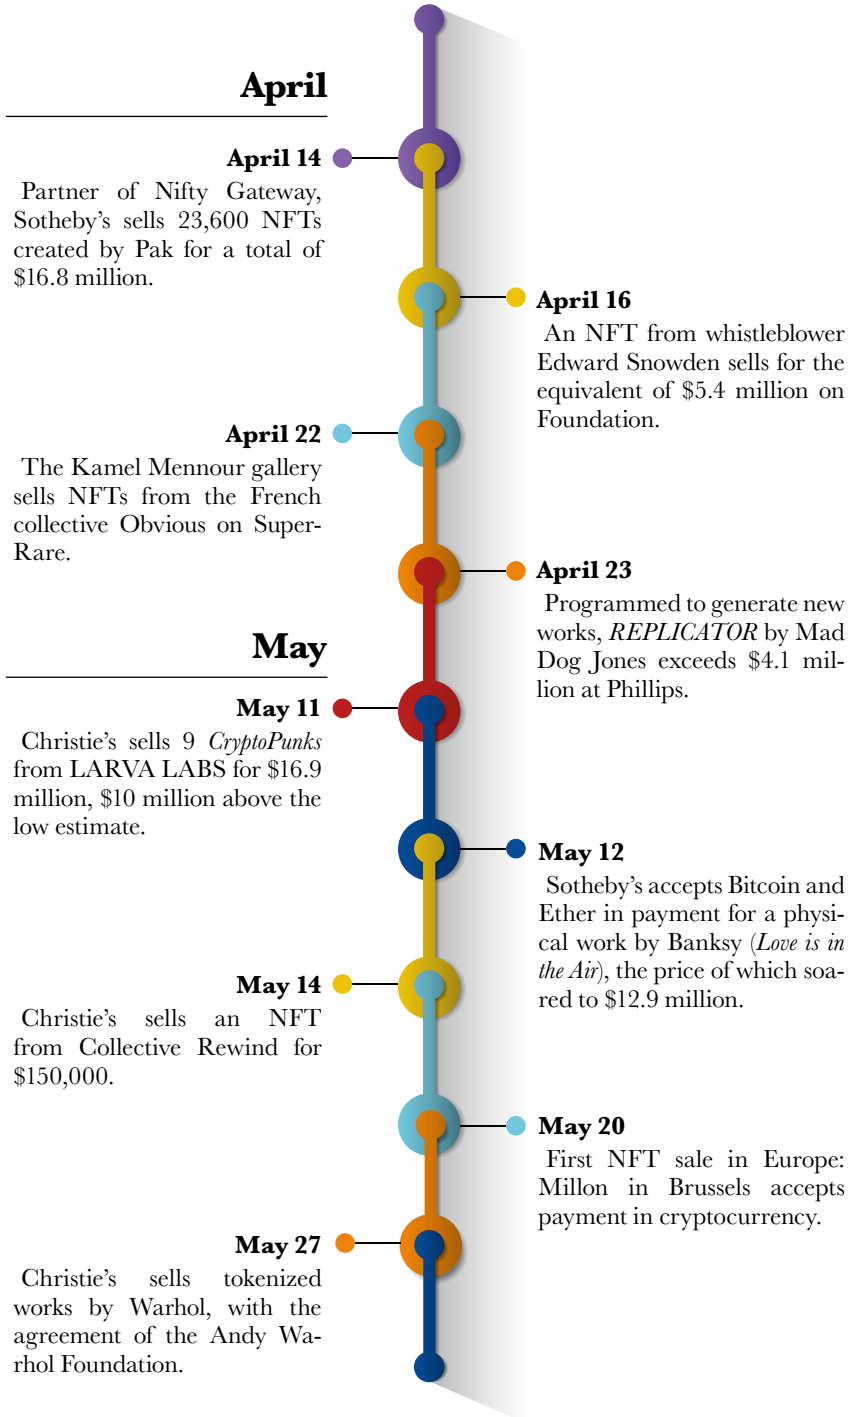 April
April 14
Partner of Nifty Gateway,
Sotheby’s sells 23,600 NFTs
created by Pak for a total of
$16.8 million.
April 16
An NFT from whistleblower
Edward Snowden sells for the
equivalent of $5.4 million on
Foundation.
April 22
The Kamel Mennour gallery
sells NFTs from the French
collective Obvious on Super-
Rare.
April 23
Programmed to generate new
works, REPLICATOR by Mad
Dog Jones exceeds $4.1 mil-
lion at Phillips.
May
May 11
Christie’s sells 9 CryptoPunks
from LARVA LABS for $16.9
million, $10 million above the
low estimate.
May 12
Sotheby’s accepts Bitcoin and
Ether in payment for a physi-
cal work by Banksy (Love is in
the Air), the price of which soa-
red to $12.9 million.
May 14
Christie’s sells an NFT
from Collective Rewind for
$150,000.
May 20
First NFT sale in Europe:
Millon in Brussels accepts
payment in cryptocurrency.
May 27
Christie’s sells tokenized
works by Warhol, with the
agreement of the Andy Wa-
rhol Foundation.